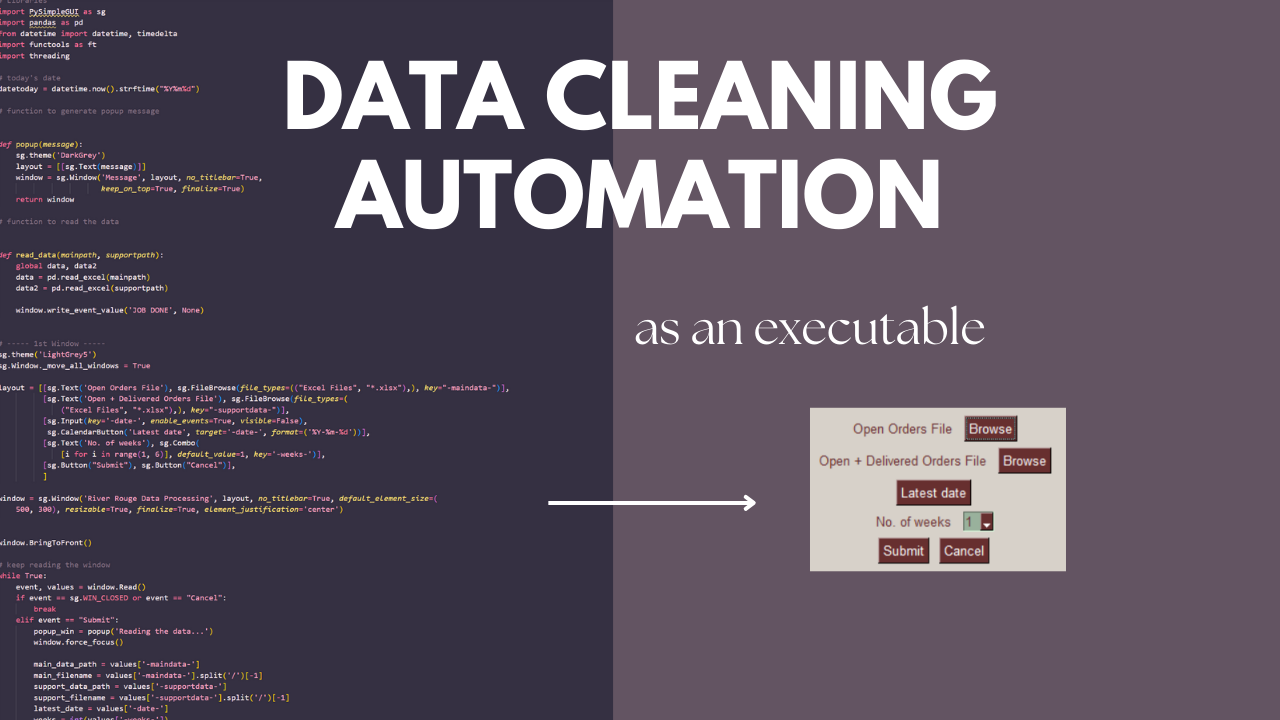 # Libraries
import PySimpleGUI as sg
import pandas as pd
from datetime import datetime, timedelta
import functools as ft
import threading
# today's date
datetoday = datetime.now().strftime("%Y%m%d")
# function to generate popup message
def popup(message):
sg.theme('DarkGrey')
layout = [[sg.Text(message)]]
window = sg.Window('Message', layout, no_titlebar=True,
keep_on_top=True, finalize=True)
return window
# function to read the data
def read_data(mainpath, supportpath):
global data, data2
data = pd.read_excel(mainpath)
data2 = pd.read_excel(supportpath)
window.write_event_value('JOB DONE', None)
# ----- 1st Window -----
sg.theme('LightGrey5')
sg.Window._move_all_windows = True
layout = [[sg.Text('Open Orders File'), sg.FileBrowse(file_types=(("Excel Files", "*.xlsx"),), key="-maindata-")],
[sg.Text('Open + Delivered Orders File'), sg.FileBrowse(file_types=(
("Excel Files", "*.xlsx"),), key="-supportdata-")],
[sg.Input(key='-date-', enable_events=True, visible=False),
sg.CalendarButton('Latest date', target='-date-', format=('%Y-%m-%d'))],
[sg.Text('No. of weeks'), sg.Combo(
[i for i in range(1, 6)], default_value=1, key='-weeks-')],
[sg.Button("Submit"), sg.Button("Cancel")],
]
window = sg.Window('River Rouge Data Processing', layout, no_titlebar=True, default_element_size=(
500, 300), resizable=True, finalize=True, element_justification='center')
window.BringToFront()
# keep reading the window
while True:
event, values = window.Read()
if event == sg.WIN_CLOSED or event == "Cancel":
break
elif event == "Submit":
popup_win = popup('Reading the data...')
window.force_focus()
main_data_path = values['-maindata-']
main_filename = values['-maindata-'].split('/')[-1]
support_data_path = values['-supportdata-']
support_filename = values['-supportdata-'].split('/')[-1]
latest_date = values['-date-']
weeks = int(values['-weeks-'])
DATA CLEANING
AUTOMATION
as an executable
Open Orders File Browse
Open + Delivered Orders File Browse
Latest date
No. of weeks 1
Submit Cancel